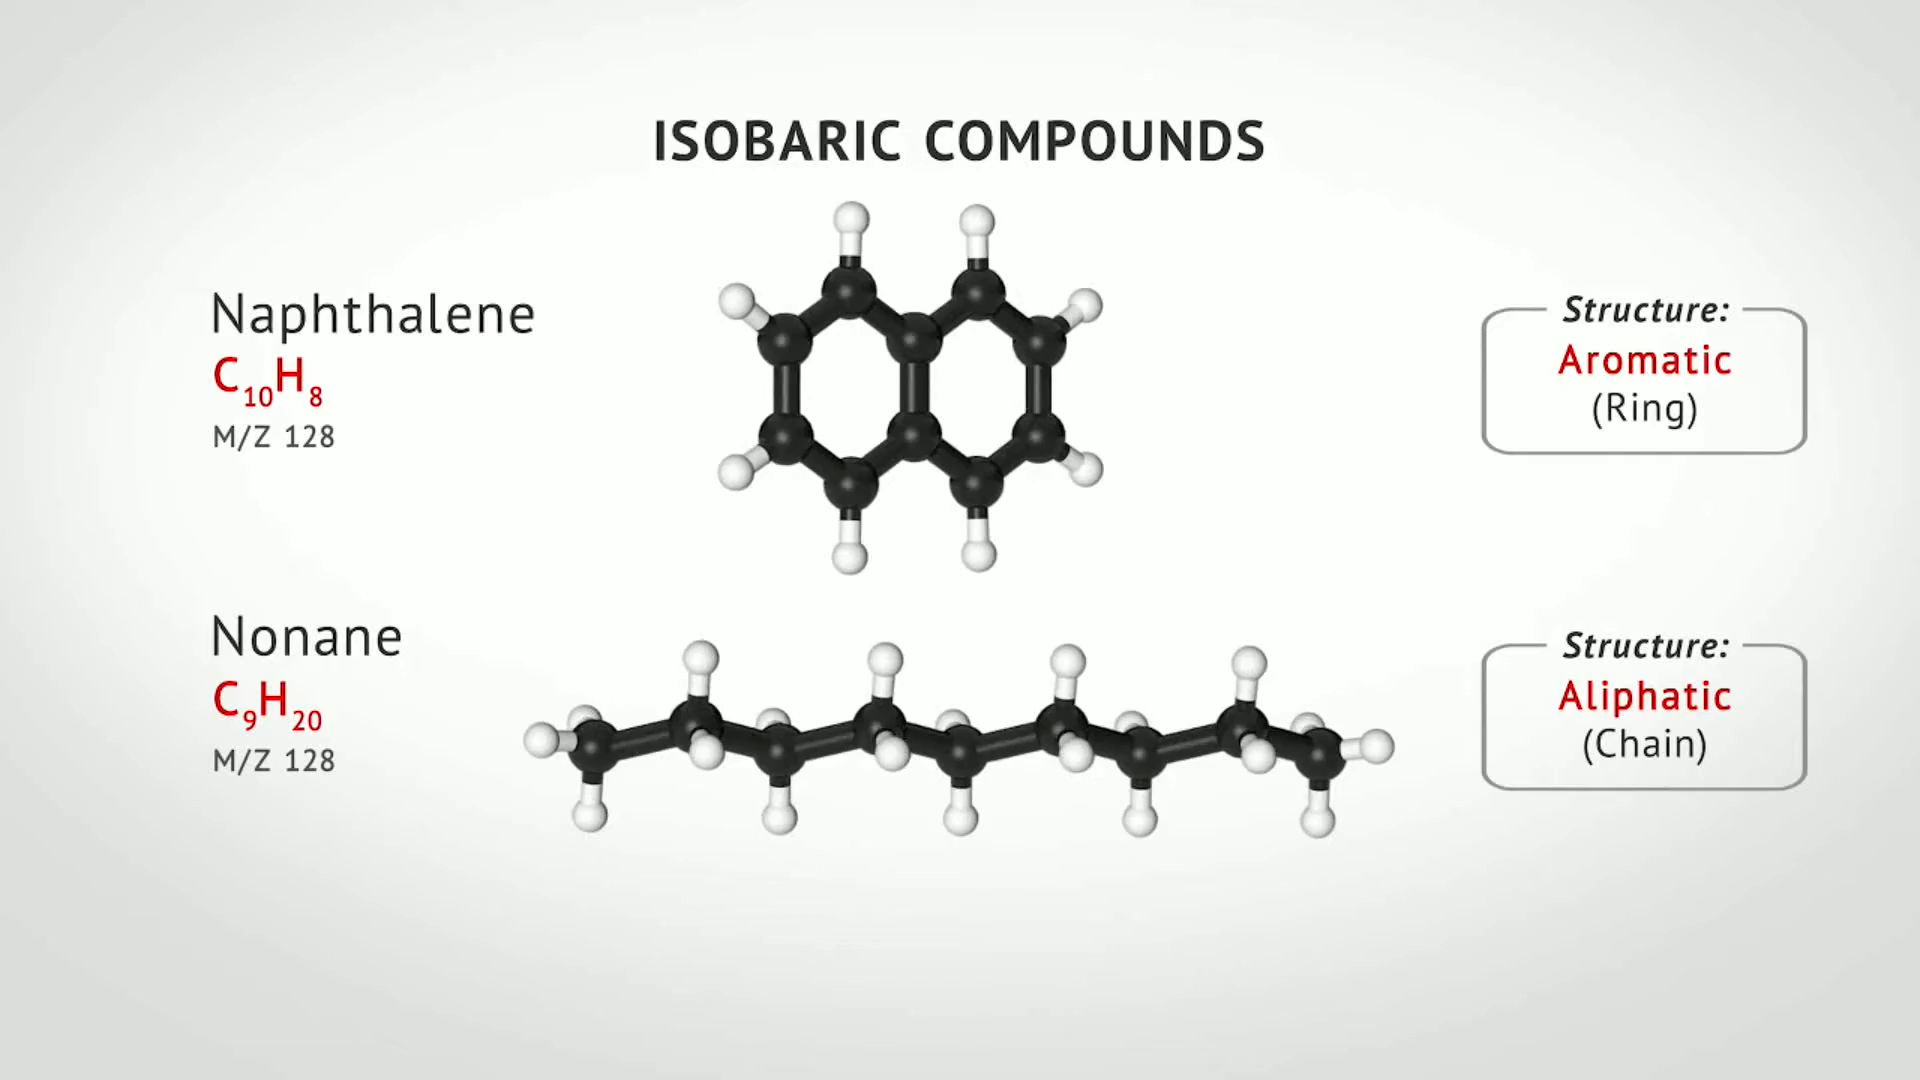 ISOBARIC COMPOUNDS
Naphthalene
C₁₀H₈
M/Z 128
Structure:
Aromatic
(Ring)
Nonane
C₉H₂₀
M/Z 128
Structure:
Aliphatic
(Chain)